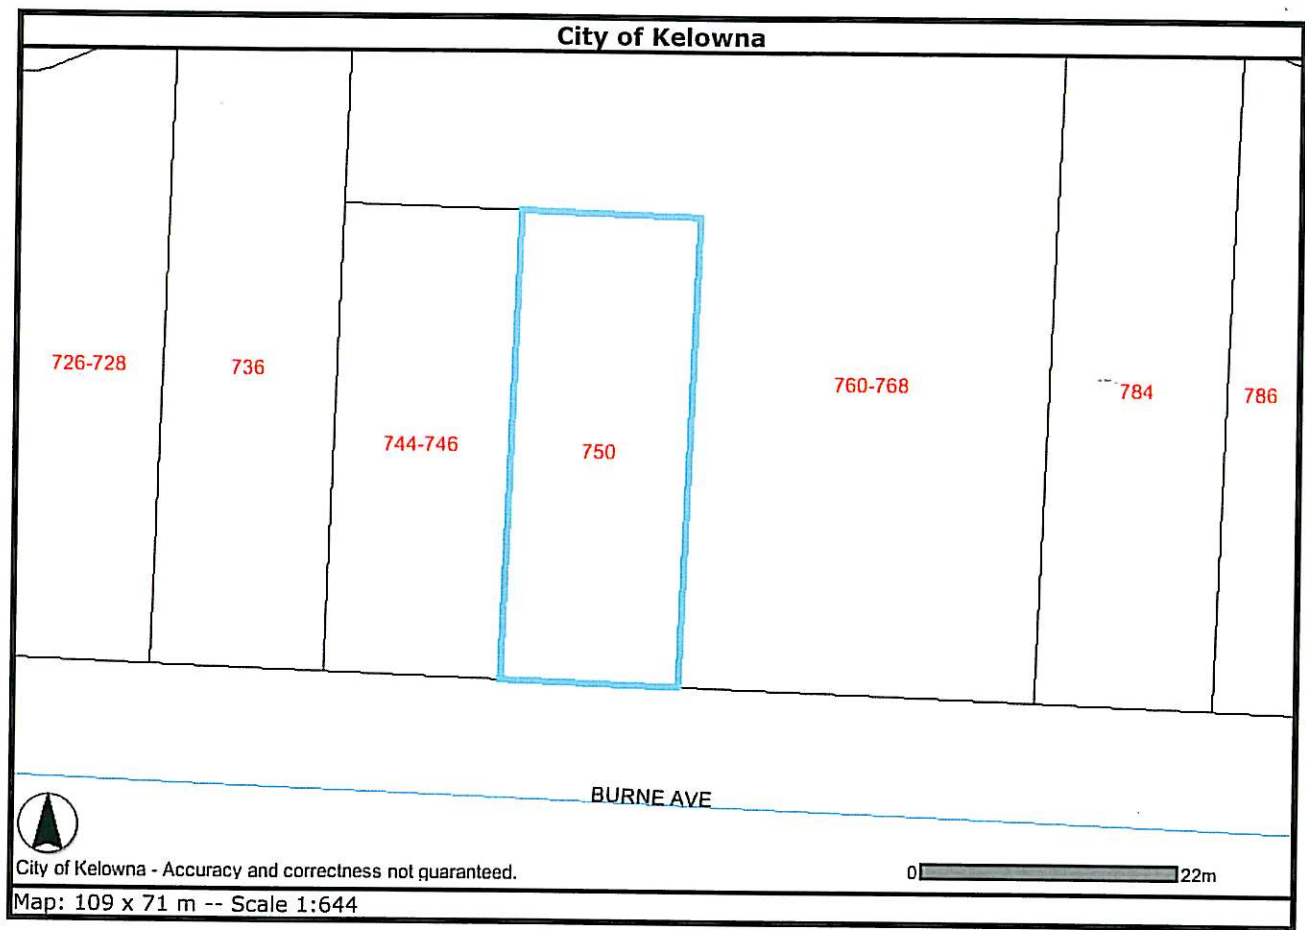 City of Kelowna
726-728
736
744-746
750
760-768
784
786
BURNE AVE
City of Kelowna - Accuracy and correctness not guaranteed.
0 22m
Map: 109 x 71 m -- Scale 1:644